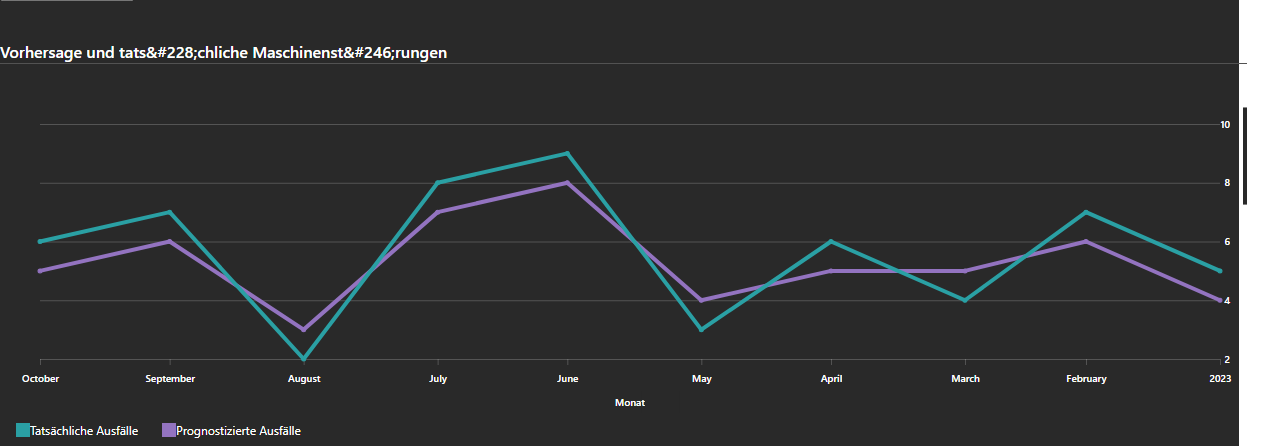 Vorhersage und tats&#228;chliche Maschinenst&#246;rungen
10
8
6
4
2
October September August July June May April March February 2023
Monat
Tatsächliche Ausfälle Prognostizierte Ausfälle